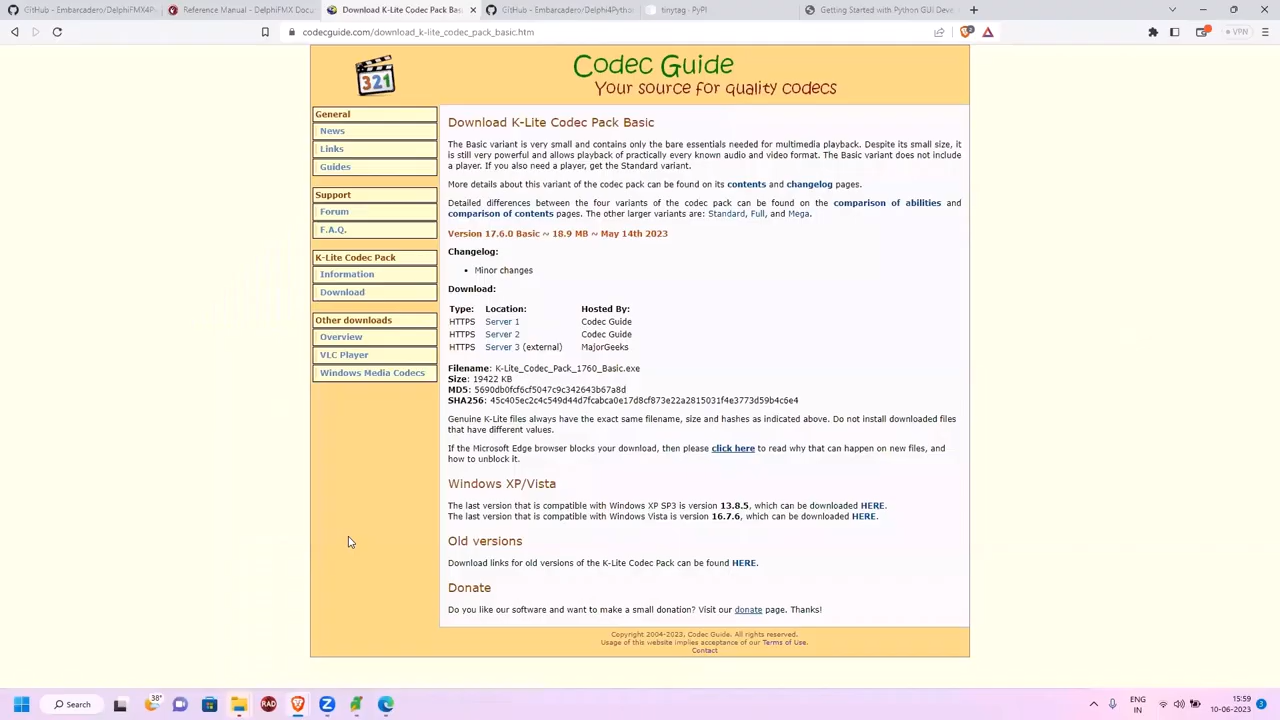 GitHub - Embarcadero/DelphiFMX4P
Reference Manual - DelphiFMX Docu
Download K-Lite Codec Pack Bas
GitHub - Embarcadero/Delphi4Python
tinytag · PyPI
Getting Started with Python GUI Deve
codecguide.com/download_k-lite_codec_pack_basic.htm
VPN
321
Codec Guide
Your source for quality codecs
General
News
Links
Guides
Support
Forum
F.A.Q.
K-Lite Codec Pack
Information
Download
Other downloads
Overview
VLC Player
Windows Media Codecs
Download K-Lite Codec Pack Basic
The Basic variant is very small and contains only the bare essentials needed for multimedia playback. Despite its small size, it
is still very powerful and allows playback of practically every known audio and video format. The Basic variant does not include
a player. If you also need a player, get the Standard variant.
More details about this variant of the codec pack can be found on its contents and changelog pages.
Detailed differences between the four variants of the codec pack can be found on the comparison of abilities and
comparison of contents pages. The other larger variants are: Standard, Full, and Mega.
Version 17.6.0 Basic ~ 18.9 MB ~ May 14th 2023
Changelog:
• Minor changes
Download:
Type: Location: Hosted By:
HTTPS Server 1 Codec Guide
HTTPS Server 2 Codec Guide
HTTPS Server 3 (external) MajorGeeks
Filename: K-Lite_Codec_Pack_1760_Basic.exe
Size: 19422 KB
MD5: 5690db0fcf6cf5047c9c342643b67a8d
SHA256: 45c405ec2c4c549d44d7fcabca0e17d8cf873e22a2815031f4e3773d59b4c6e4
Genuine K-Lite files always have the exact same filename, size and hashes as indicated above. Do not install downloaded files
that have different values.
If the Microsoft Edge browser blocks your download, then please click here to read why that can happen on new files, and
how to unblock it.
Windows XP/Vista
The last version that is compatible with Windows XP SP3 is version 13.8.5, which can be downloaded HERE.
The last version that is compatible with Windows Vista is version 16.7.6, which can be downloaded HERE.
Old versions
Download links for old versions of the K-Lite Codec Pack can be found HERE.
Donate
Do you like our software and want to make a small donation? Visit our donate page. Thanks!
Copyright 2004-2023, Codec Guide. All rights reserved.
Usage of this website implies acceptance of our Terms of Use.
Contact
Search
38°
RAD
ENG
IN
15:59
10-06-2023
3